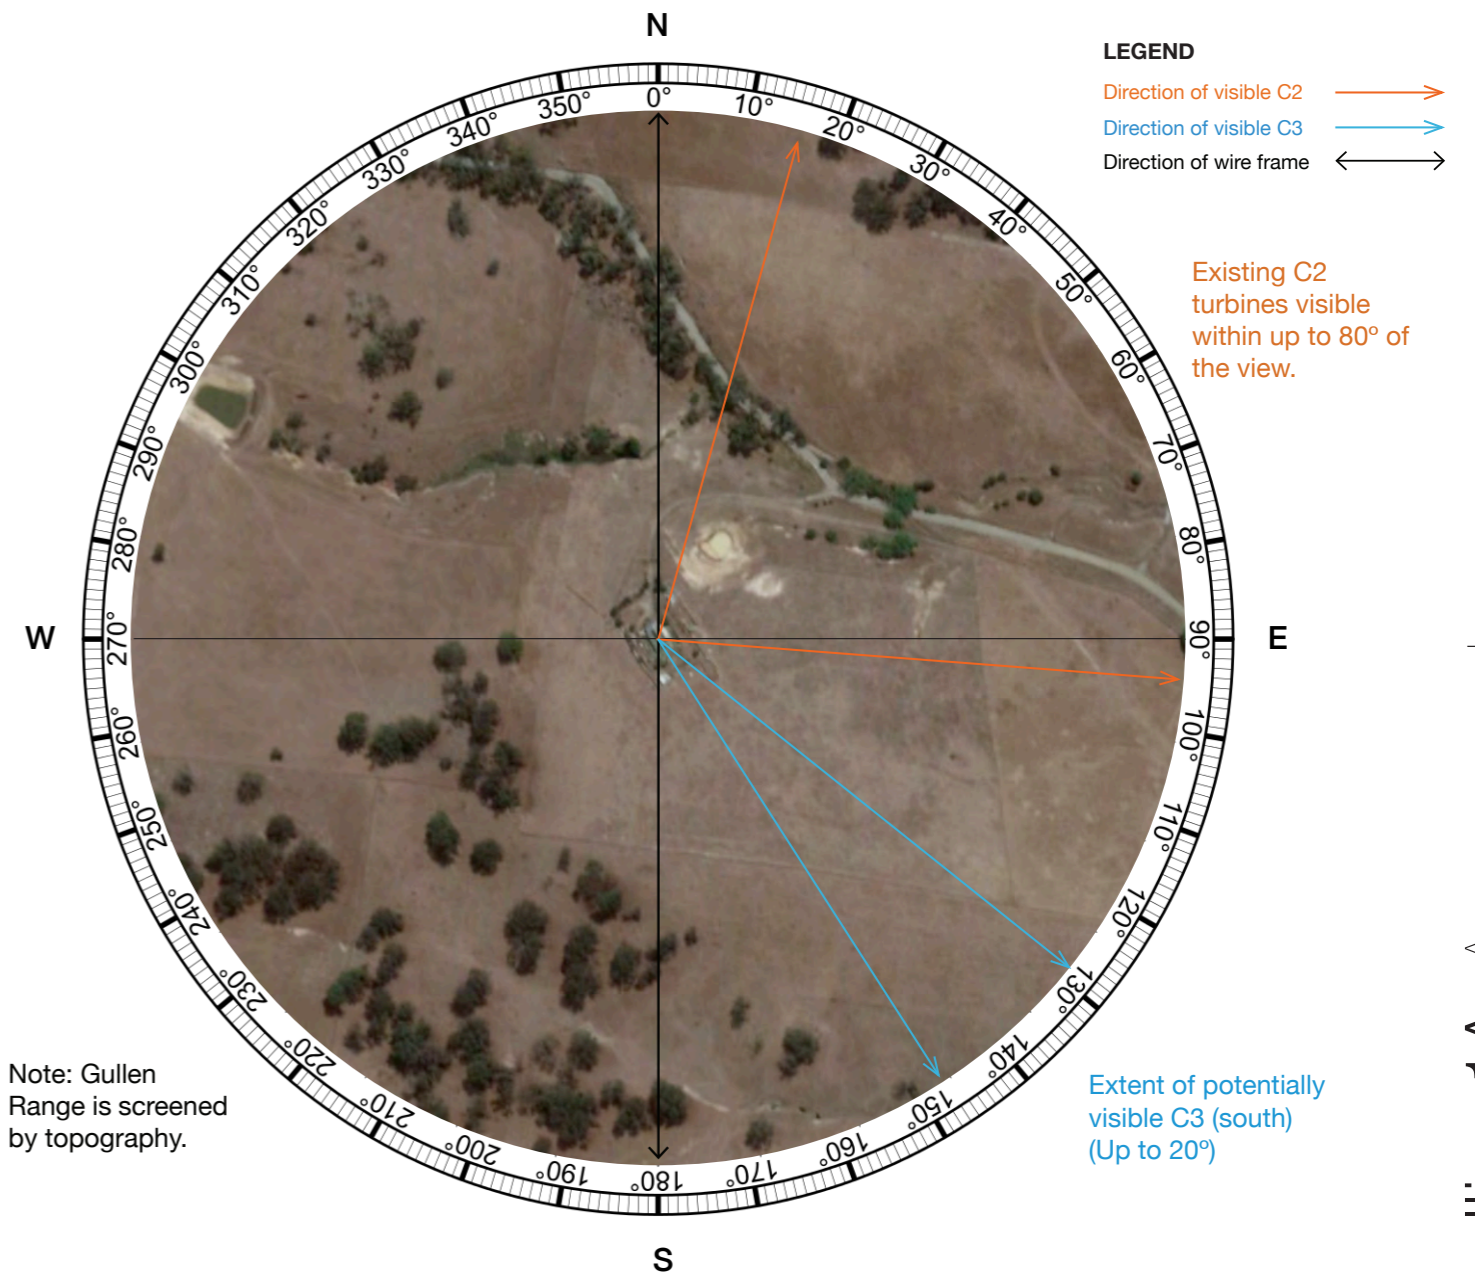 N
LEGEND
Direction of visible C2
Direction of visible C3
Direction of wire frame
0°
10°
20°
30°
40°
50°
60°
70°
80°
90°
100°
110°
120°
130°
140°
150°
160°
170°
180°
190°
200°
210°
220°
230°
240°
250°
260°
270°
280°
290°
300°
310°
320°
330°
340°
350°
Existing C2
turbines visible
within up to 80º of
the view.
W
E
Note: Gullen
Range is screened
by topography.
Extent of potentially
visible C3 (south)
(Up to 20º)
S